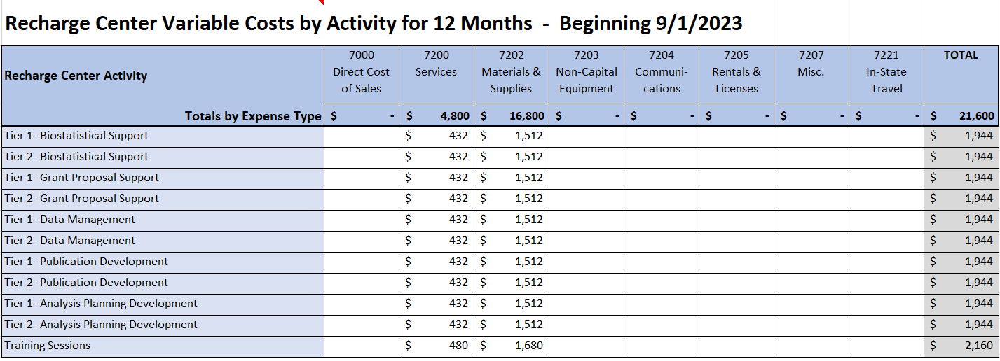 Recharge Center Variable Costs by Activity for 12 Months - Beginning 9/1/2023
Recharge Center Activity 7000 Direct Cost of Sales 7200 Services 7202 Materials & Supplies 7203 Non-Capital Equipment 7204 Communi-cations 7205 Rentals & Licenses 7207 Misc. 7221 In-State Travel TOTAL
Totals by Expense Type $ - $ 4,800 $ 16,800 $ - $ - $ - $ - $ - $ 21,600
Tier 1- Biostatistical Support $ 432 $ 1,512 $ 1,944
Tier 2- Biostatistical Support $ 432 $ 1,512 $ 1,944
Tier 1- Grant Proposal Support $ 432 $ 1,512 $ 1,944
Tier 2- Grant Proposal Support $ 432 $ 1,512 $ 1,944
Tier 1- Data Management $ 432 $ 1,512 $ 1,944
Tier 2- Data Management $ 432 $ 1,512 $ 1,944
Tier 1- Publication Development $ 432 $ 1,512 $ 1,944
Tier 2- Publication Development $ 432 $ 1,512 $ 1,944
Tier 1- Analysis Planning Development $ 432 $ 1,512 $ 1,944
Tier 2- Analysis Planning Development $ 432 $ 1,512 $ 1,944
Training Sessions $ 480 $ 1,680 $ 2,160